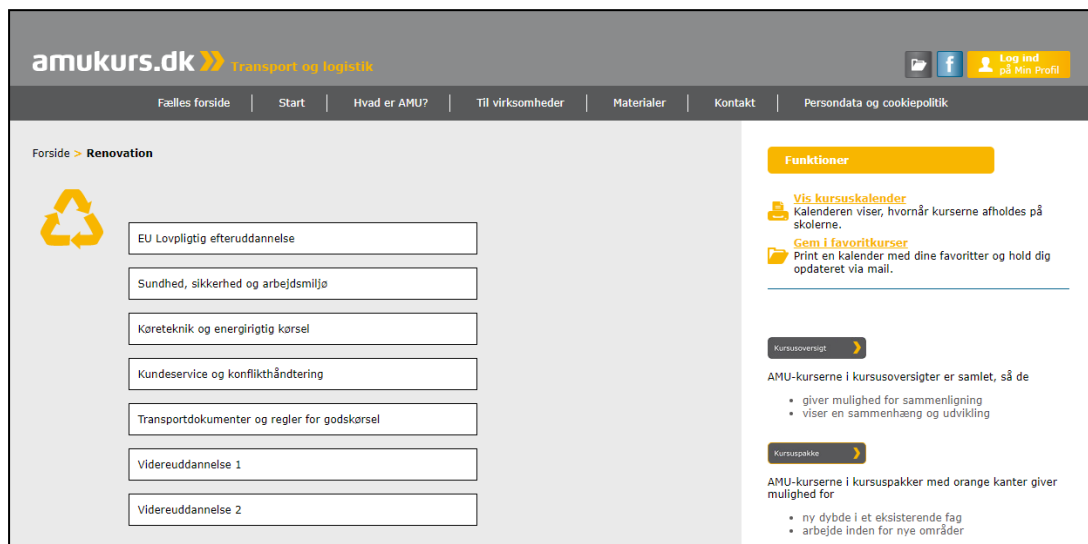 amukurs.dk Transport og logistik
Log ind
på Min Profil
Fælles forside Start Hvad er AMU? Til virksomheder Materialer Kontakt Persondata og cookiepolitik
Forside > Renovation
EU Lovpligtig efteruddannelse
Sundhed, sikkerhed og arbejdsmiljø
Køreteknik og energirigtig kørsel
Kundeservice og konflikthåndtering
Transportdokumenter og regler for godskørsel
Videreuddannelse 1
Videreuddannelse 2
Funktioner
Vis kursuskalender
Kalenderen viser, hvornår kurserne afholdes på
skolerne.
Gem i favoritkurser
Print en kalender med dine favoritter og hold dig
opdateret via mail.
Kursusoversigt
AMU-kurserne i kursusoversigter er samlet, så de
• giver mulighed for sammenligning
• viser en sammenhæng og udvikling
Kursuspakke
AMU-kurserne i kursuspakker med orange kanter giver
mulighed for
• ny dybde i et eksisterende fag
• arbejde inden for nye områder